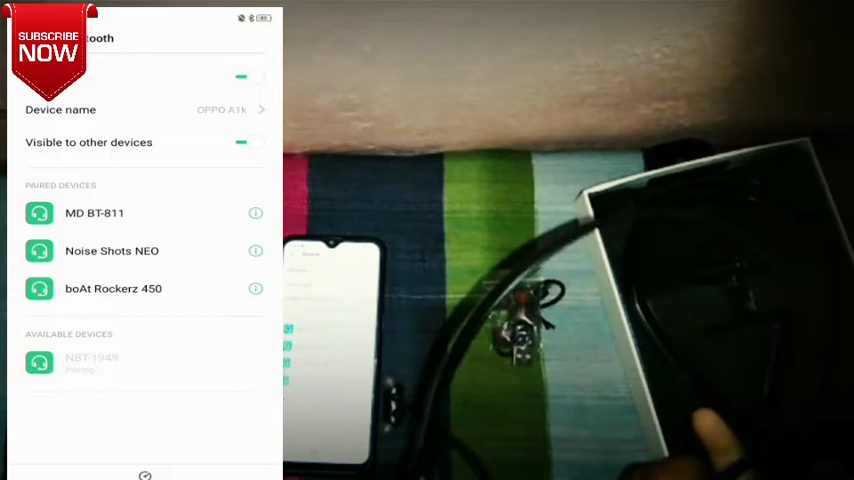 SUBSCRIBE
NOW
tooth
Device name OPPO A1k
Visible to other devices
PAIRED DEVICES
MD BT-811
Noise Shots NEO
boAt Rockerz 450
AVAILABLE DEVICES
NBT-1949
Pairing...